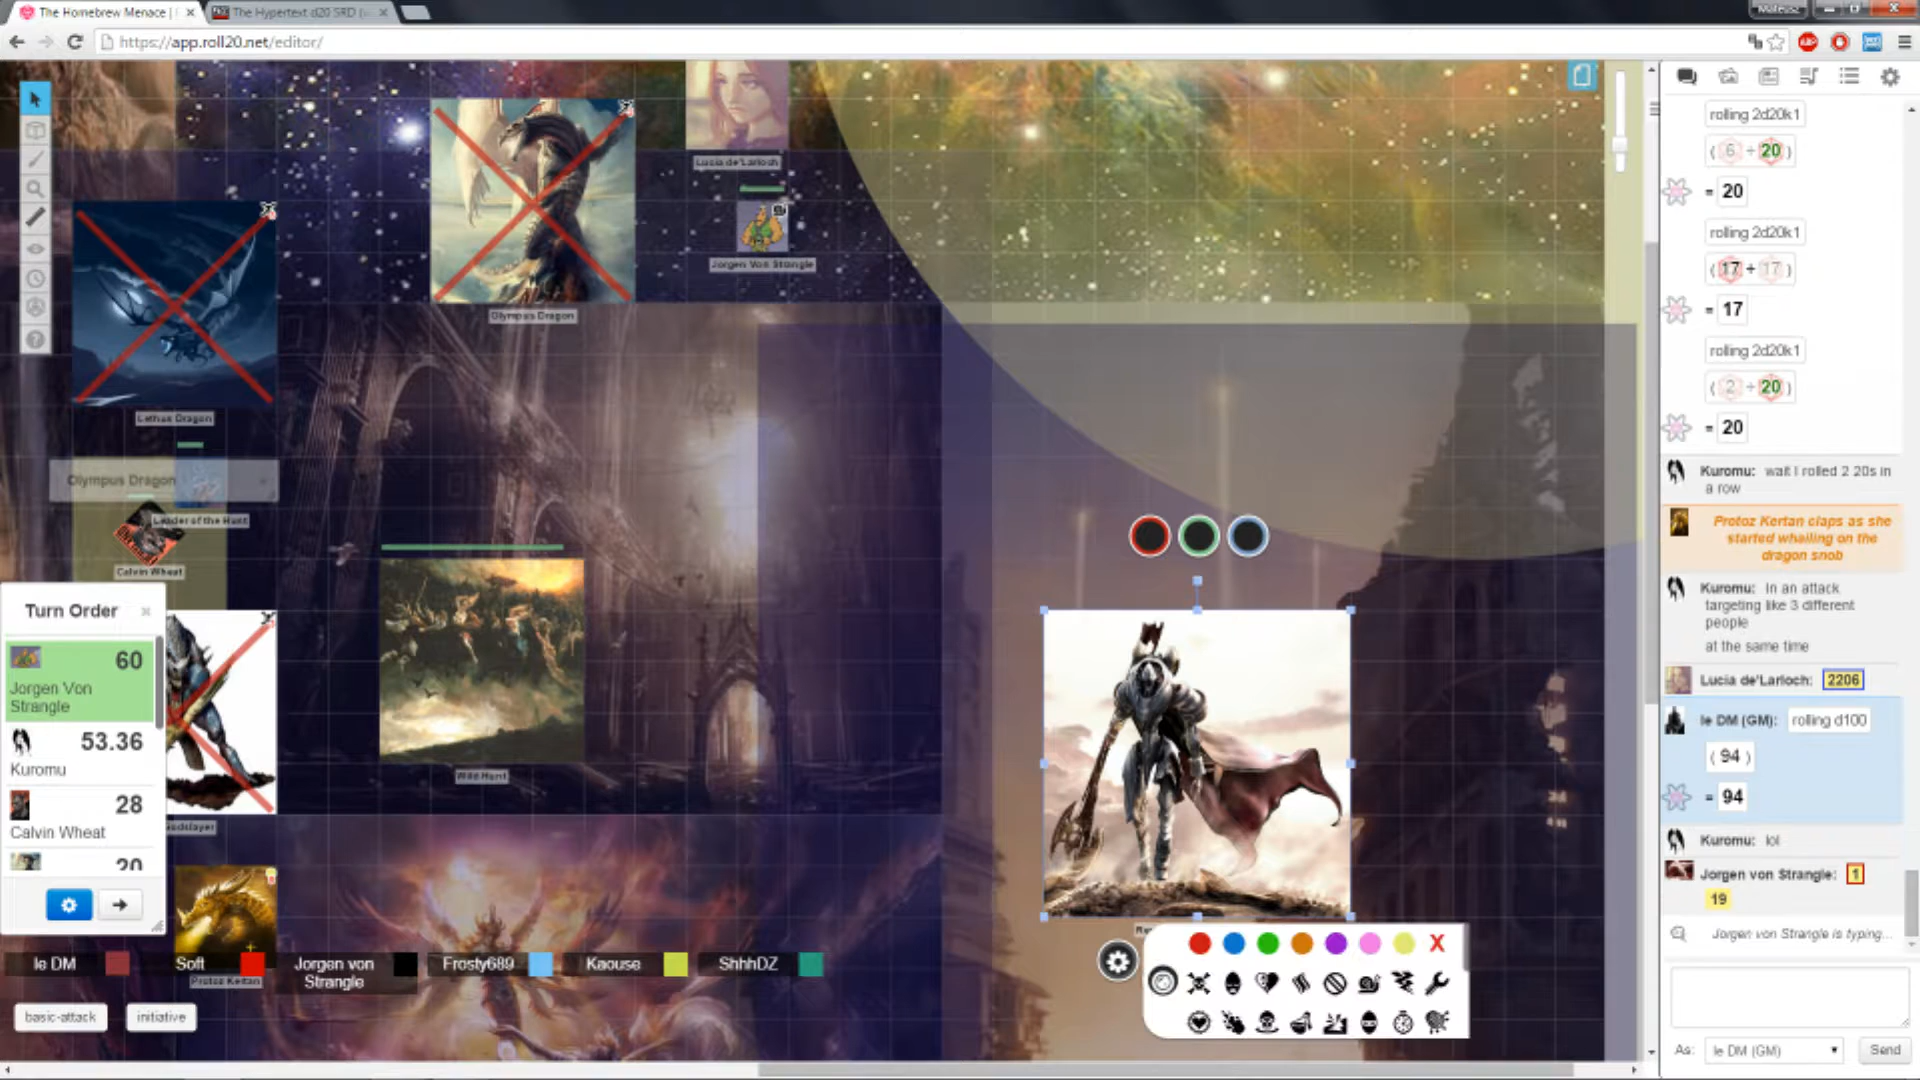 The Homebrew Menace |
The Hypertext d20 SRD (
Mateusz
https://app.roll20.net/editor/
Lucia de'Larloch
Jorgen Von Strangle
Olympus Dragon
Lethus Dragon
Olympus Dragon
Leader of the Hunt
Calvin Wheat
Wild Hunt
Godslayer
Protoz Kertan
Turn Order
60
Jorgen Von
Strangle
53.36
Kuromu
28
Calvin Wheat
20
le DM
Soft
Jorgen von
Strangle
Frosty689
Kaouse
ShhhDZ
basic-attack
initiative
rolling 2d20k1
(6+20)
= 20
rolling 2d20k1
(17+17)
= 17
rolling 2d20k1
(2+20)
= 20
Kuromu: wait I rolled 2 20s in
a row
Protoz Kertan claps as she
started whailing on the
dragon snob
Kuromu: In an attack
targeting like 3 different
people
at the same time
Lucia de'Larloch: 2206
le DM (GM): rolling d100
(94)
= 94
Kuromu: lol
Jorgen von Strangle: 1
19
Jorgen von Strangle is typing...
As: le DM (GM)
Send